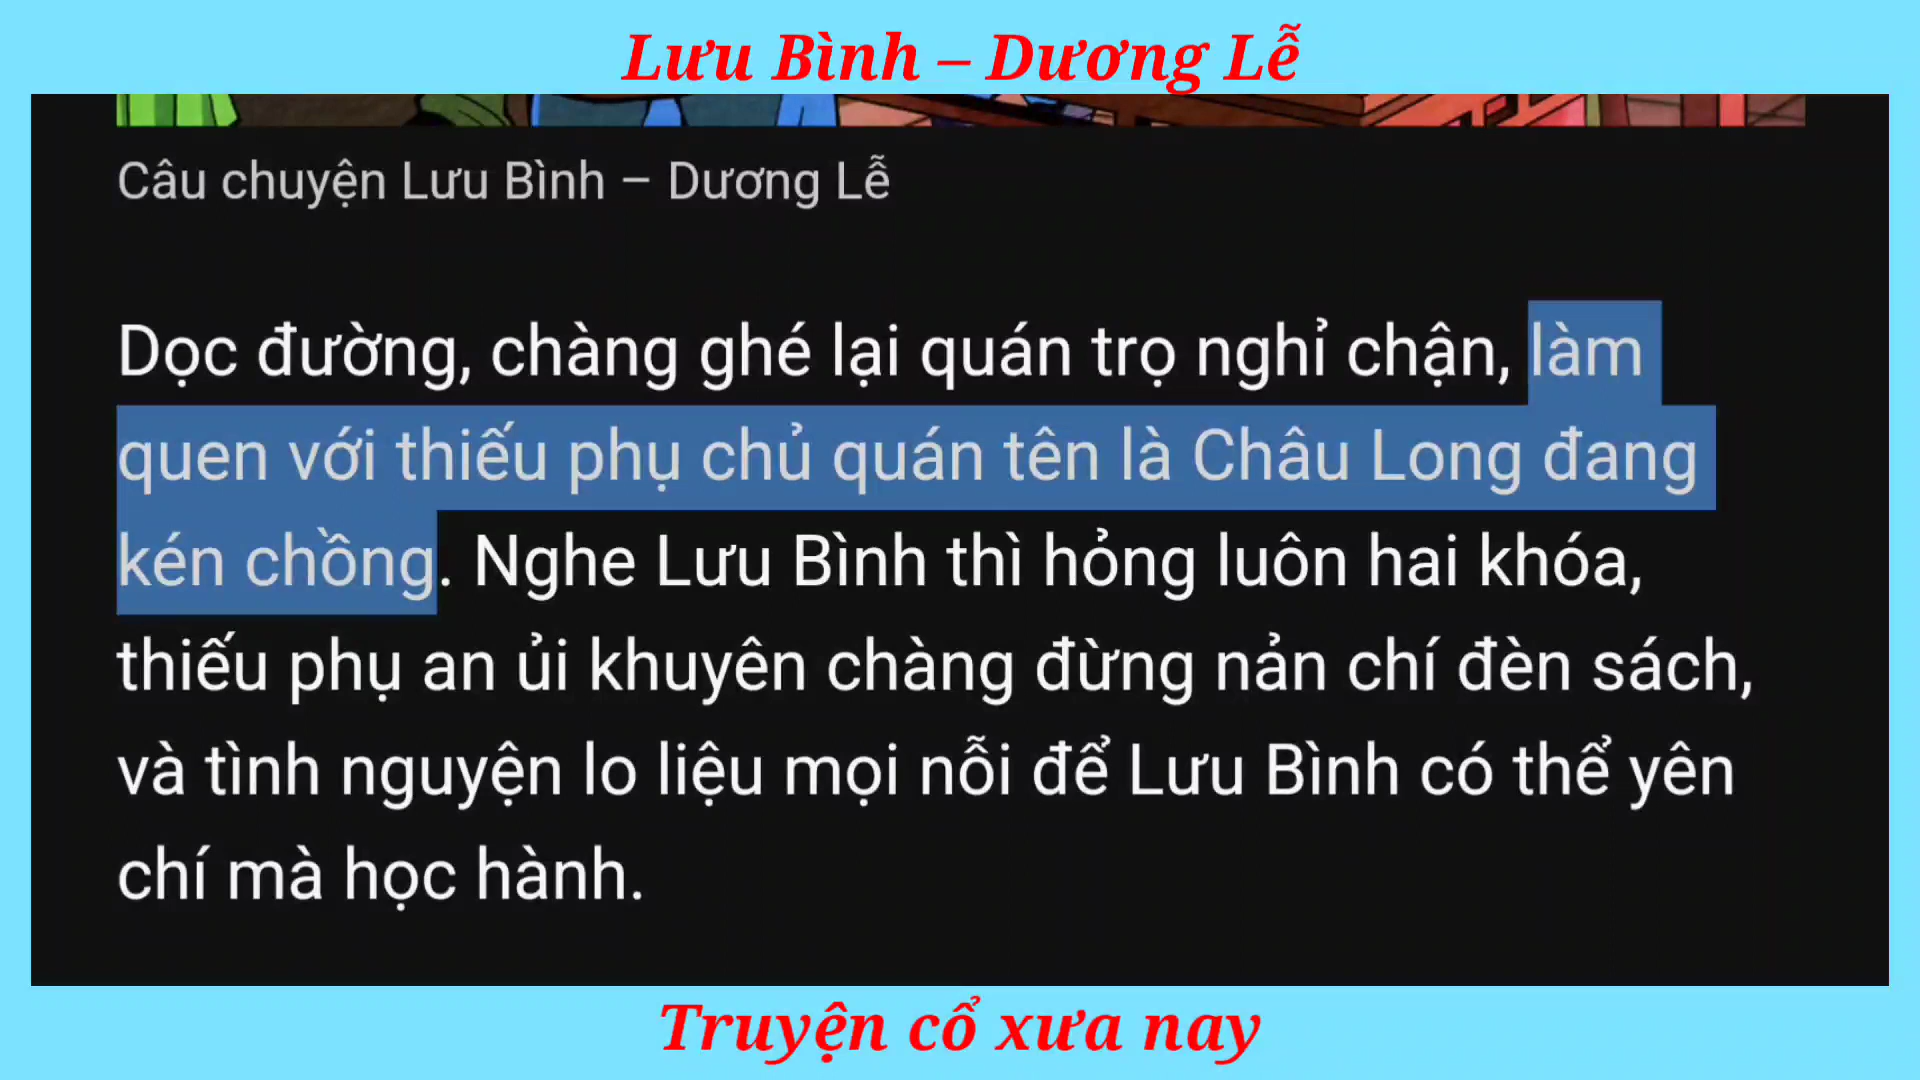 Lưu Bình – Dương Lễ
Câu chuyện Lưu Bình – Dương Lễ
Dọc đường, chàng ghé lại quán trọ nghỉ chận, làm
quen với thiếu phụ chủ quán tên là Châu Long đang
kén chồng. Nghe Lưu Bình thì hỏng luôn hai khóa,
thiếu phụ an ủi khuyên chàng đừng nản chí đèn sách,
và tình nguyện lo liệu mọi nỗi để Lưu Bình có thể yên
chí mà học hành.
Truyện cổ xưa nay